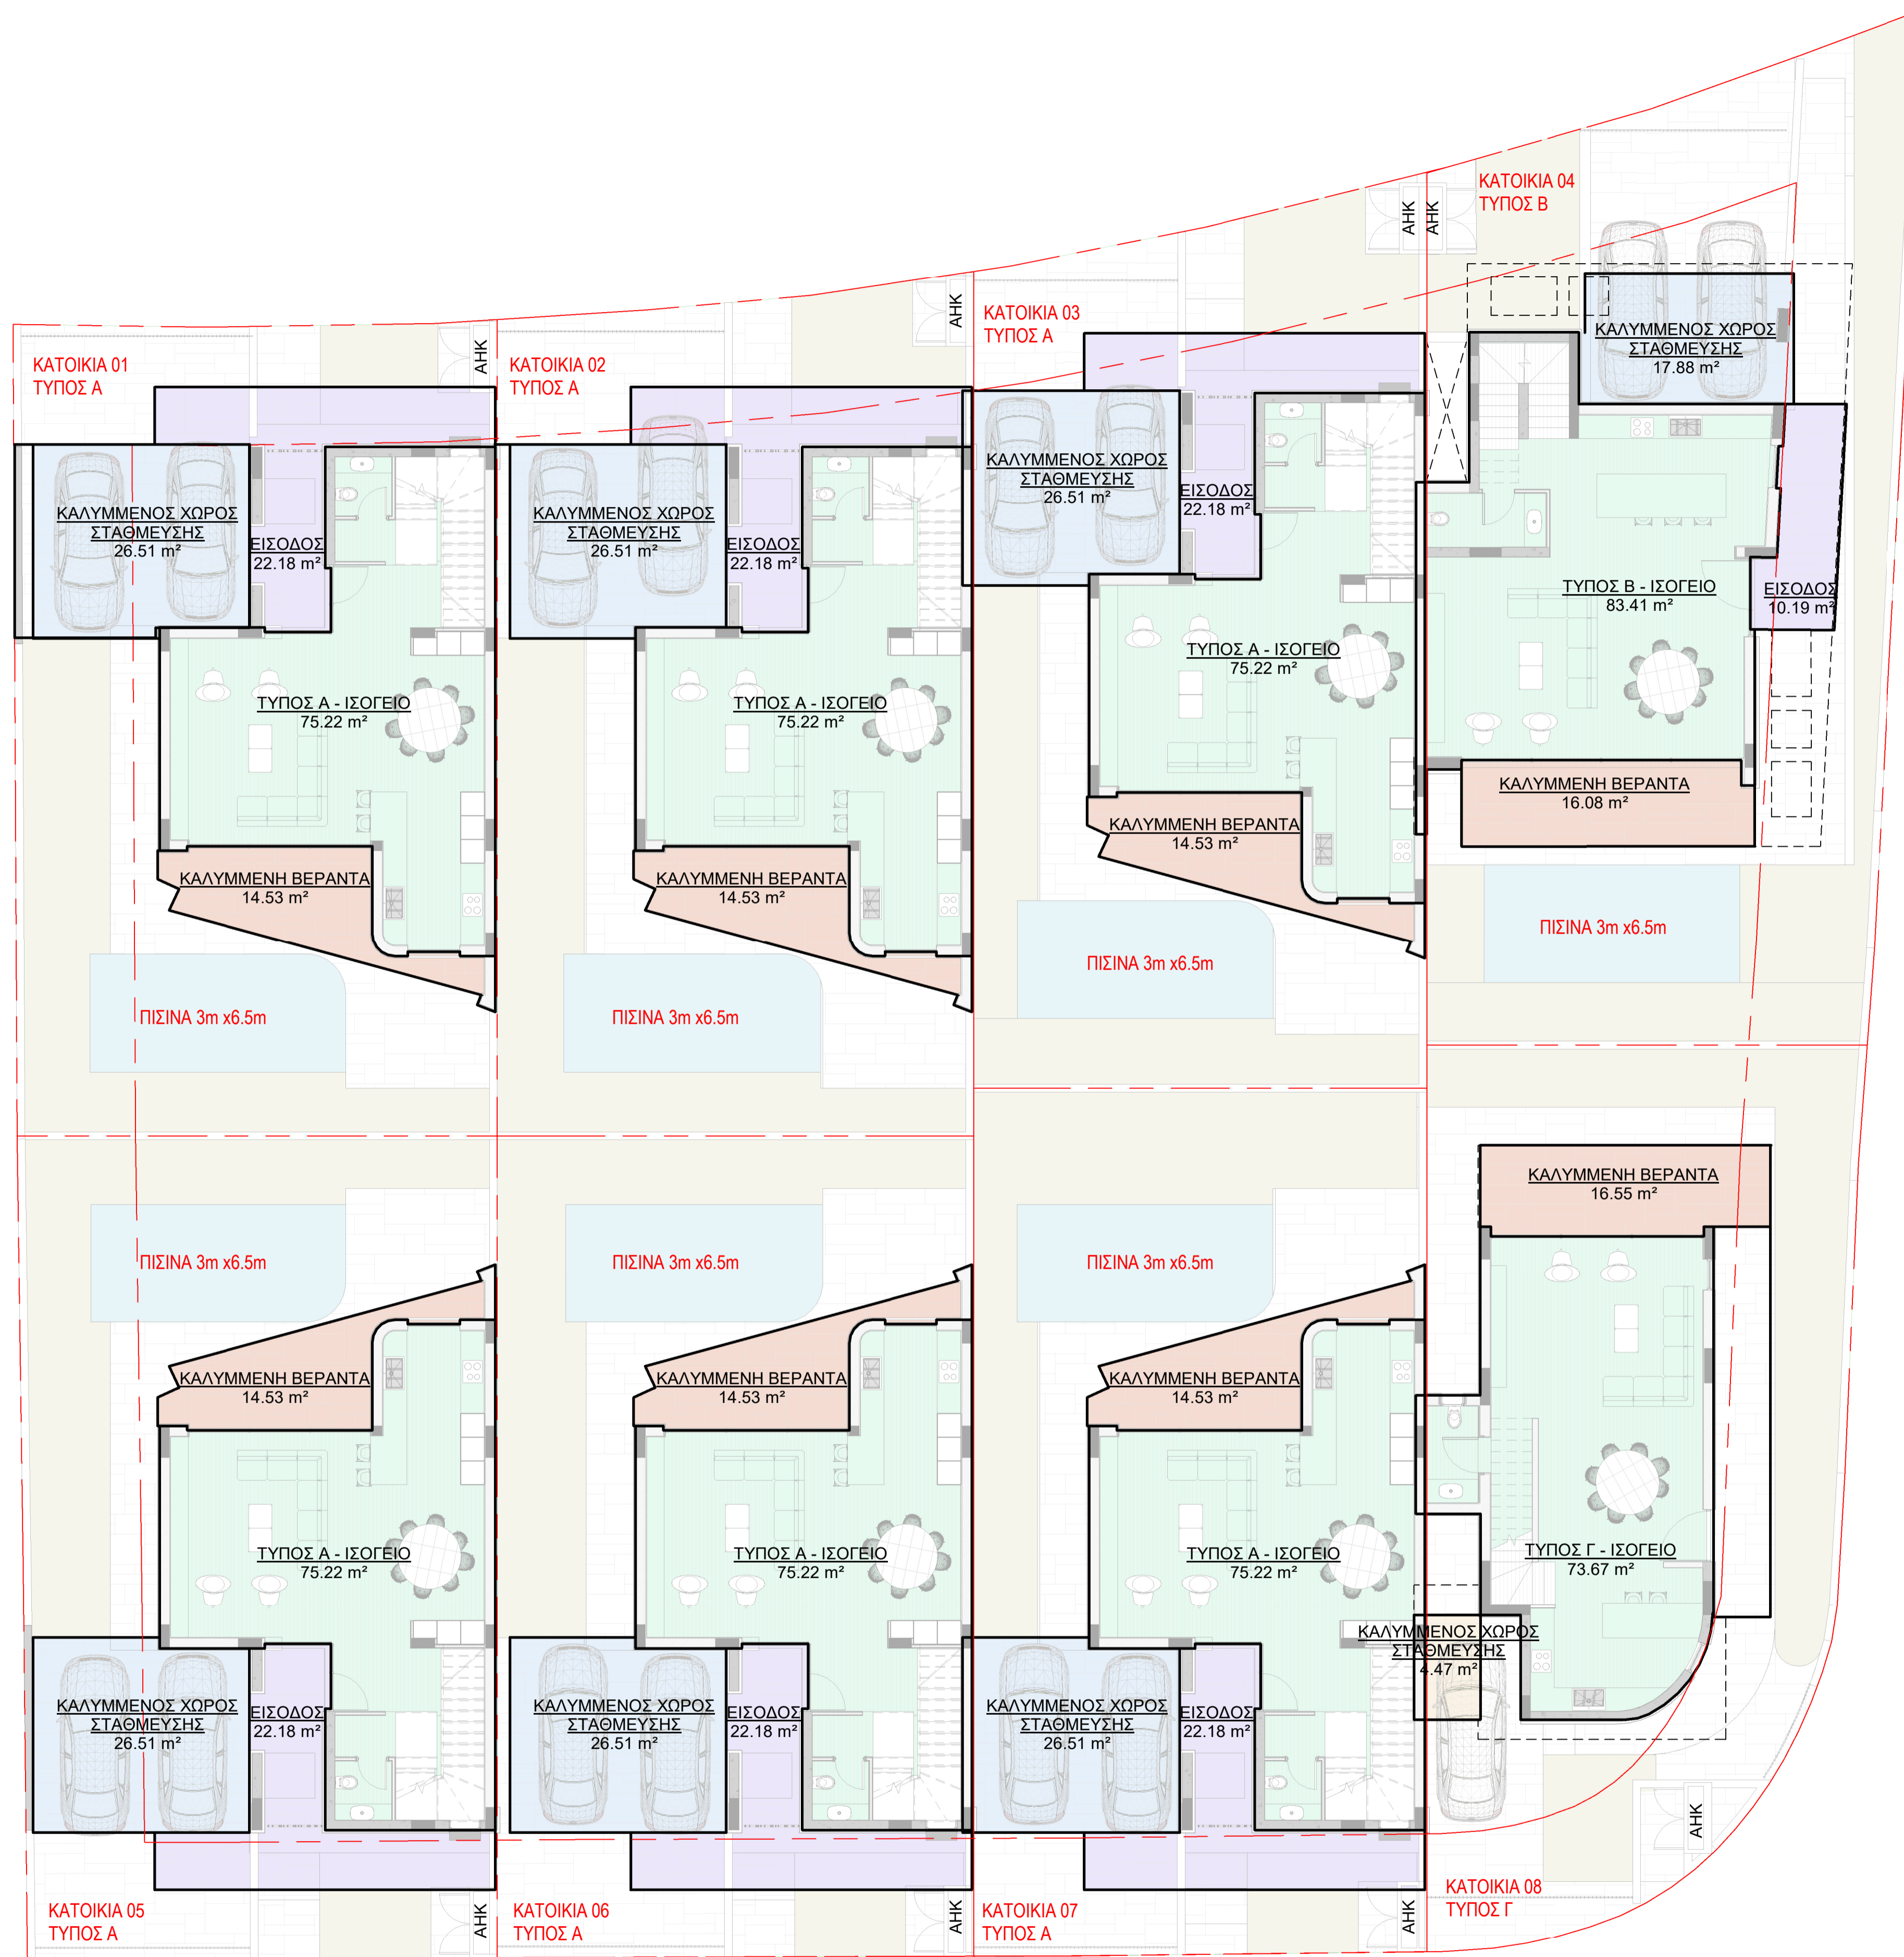 ΚΑΤΟΙΚΙΑ 01
ΤΥΠΟΣ Α
ΑΗΚ
ΚΑΛΥΜΜΕΝΟΣ ΧΩΡΟΣ
ΣΤΑΘΜΕΥΣΗΣ
26.51 m²
ΕΙΣΟΔΟΣ
22.18 m²
ΤΥΠΟΣ Α - ΙΣΟΓΕΙΟ
75.22 m²
ΚΑΛΥΜΜΕΝΗ ΒΕΡΑΝΤΑ
14.53 m²
ΠΙΣΙΝΑ 3m x6.5m
ΚΑΤΟΙΚΙΑ 02
ΤΥΠΟΣ Α
ΑΗΚ
ΚΑΛΥΜΜΕΝΟΣ ΧΩΡΟΣ
ΣΤΑΘΜΕΥΣΗΣ
26.51 m²
ΕΙΣΟΔΟΣ
22.18 m²
ΤΥΠΟΣ Α - ΙΣΟΓΕΙΟ
75.22 m²
ΚΑΛΥΜΜΕΝΗ ΒΕΡΑΝΤΑ
14.53 m²
ΠΙΣΙΝΑ 3m x6.5m
ΚΑΤΟΙΚΙΑ 03
ΤΥΠΟΣ Α
ΑΗΚ
ΚΑΛΥΜΜΕΝΟΣ ΧΩΡΟΣ
ΣΤΑΘΜΕΥΣΗΣ
26.51 m²
ΕΙΣΟΔΟΣ
22.18 m²
ΤΥΠΟΣ Α - ΙΣΟΓΕΙΟ
75.22 m²
ΚΑΛΥΜΜΕΝΗ ΒΕΡΑΝΤΑ
14.53 m²
ΠΙΣΙΝΑ 3m x6.5m
ΚΑΤΟΙΚΙΑ 04
ΤΥΠΟΣ Β
ΑΗΚ
ΚΑΛΥΜΜΕΝΟΣ ΧΩΡΟΣ
ΣΤΑΘΜΕΥΣΗΣ
17.88 m²
ΤΥΠΟΣ Β - ΙΣΟΓΕΙΟ
83.41 m²
ΕΙΣΟΔΟΣ
10.19 m²
ΚΑΛΥΜΜΕΝΗ ΒΕΡΑΝΤΑ
16.08 m²
ΠΙΣΙΝΑ 3m x6.5m
ΠΙΣΙΝΑ 3m x6.5m
ΚΑΛΥΜΜΕΝΗ ΒΕΡΑΝΤΑ
14.53 m²
ΤΥΠΟΣ Α - ΙΣΟΓΕΙΟ
75.22 m²
ΚΑΛΥΜΜΕΝΟΣ ΧΩΡΟΣ
ΣΤΑΘΜΕΥΣΗΣ
26.51 m²
ΕΙΣΟΔΟΣ
22.18 m²
ΚΑΤΟΙΚΙΑ 05
ΤΥΠΟΣ Α
ΑΗΚ
ΠΙΣΙΝΑ 3m x6.5m
ΚΑΛΥΜΜΕΝΗ ΒΕΡΑΝΤΑ
14.53 m²
ΤΥΠΟΣ Α - ΙΣΟΓΕΙΟ
75.22 m²
ΚΑΛΥΜΜΕΝΟΣ ΧΩΡΟΣ
ΣΤΑΘΜΕΥΣΗΣ
26.51 m²
ΕΙΣΟΔΟΣ
22.18 m²
ΚΑΤΟΙΚΙΑ 06
ΤΥΠΟΣ Α
ΑΗΚ
ΠΙΣΙΝΑ 3m x6.5m
ΚΑΛΥΜΜΕΝΗ ΒΕΡΑΝΤΑ
14.53 m²
ΤΥΠΟΣ Α - ΙΣΟΓΕΙΟ
75.22 m²
ΚΑΛΥΜΜΕΝΟΣ ΧΩΡΟΣ
ΣΤΑΘΜΕΥΣΗΣ
26.51 m²
ΕΙΣΟΔΟΣ
22.18 m²
ΚΑΤΟΙΚΙΑ 07
ΤΥΠΟΣ Α
ΑΗΚ
ΚΑΛΥΜΜΕΝΗ ΒΕΡΑΝΤΑ
16.55 m²
ΤΥΠΟΣ Γ - ΙΣΟΓΕΙΟ
73.67 m²
ΚΑΛΥΜΜΕΝΟΣ ΧΩΡΟΣ
ΣΤΑΘΜΕΥΣΗΣ
4.47 m²
ΑΗΚ
ΚΑΤΟΙΚΙΑ 08
ΤΥΠΟΣ Γ